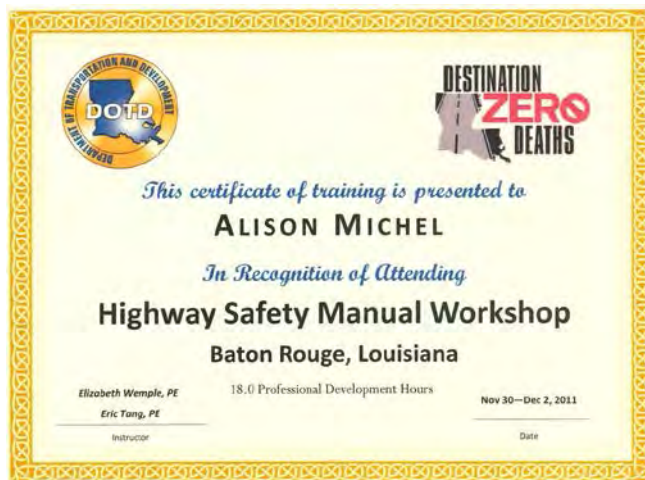 DEPARTMENT OF TRANSPORTATION AND DEVELOPMENT
DOTD
DESTINATION
ZERO
DEATHS
This certificate of training is presented to
ALISON MICHEL
In Recognition of Attending
Highway Safety Manual Workshop
Baton Rouge, Louisiana
18.0 Professional Development Hours
Elizabeth Wemple, PE
Eric Tang, PE
Instructor
Nov 30—Dec 2, 2011
Date